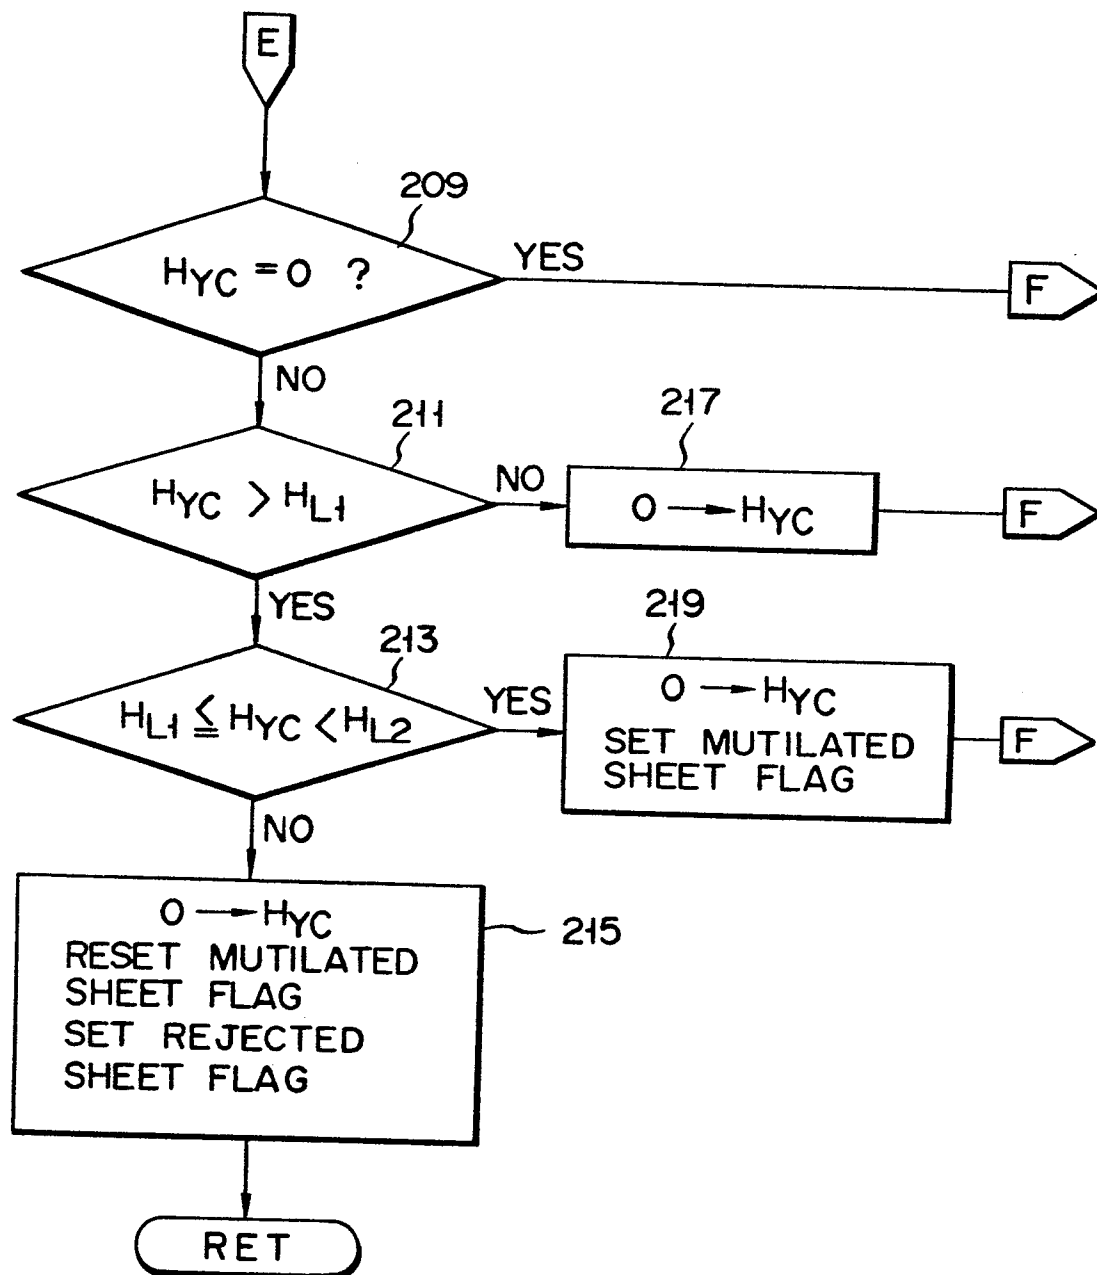 E
209
HYC = 0 ?
YES
F
NO
211
217
HYC > HL1
NO
0 → HYC
F
YES
213
219
HL1 ≦ HYC < HL2
YES
0 → HYC
SET MUTILATED
SHEET FLAG
F
NO
0 → HYC
RESET MUTILATED
SHEET FLAG
SET REJECTED
SHEET FLAG
215
RET